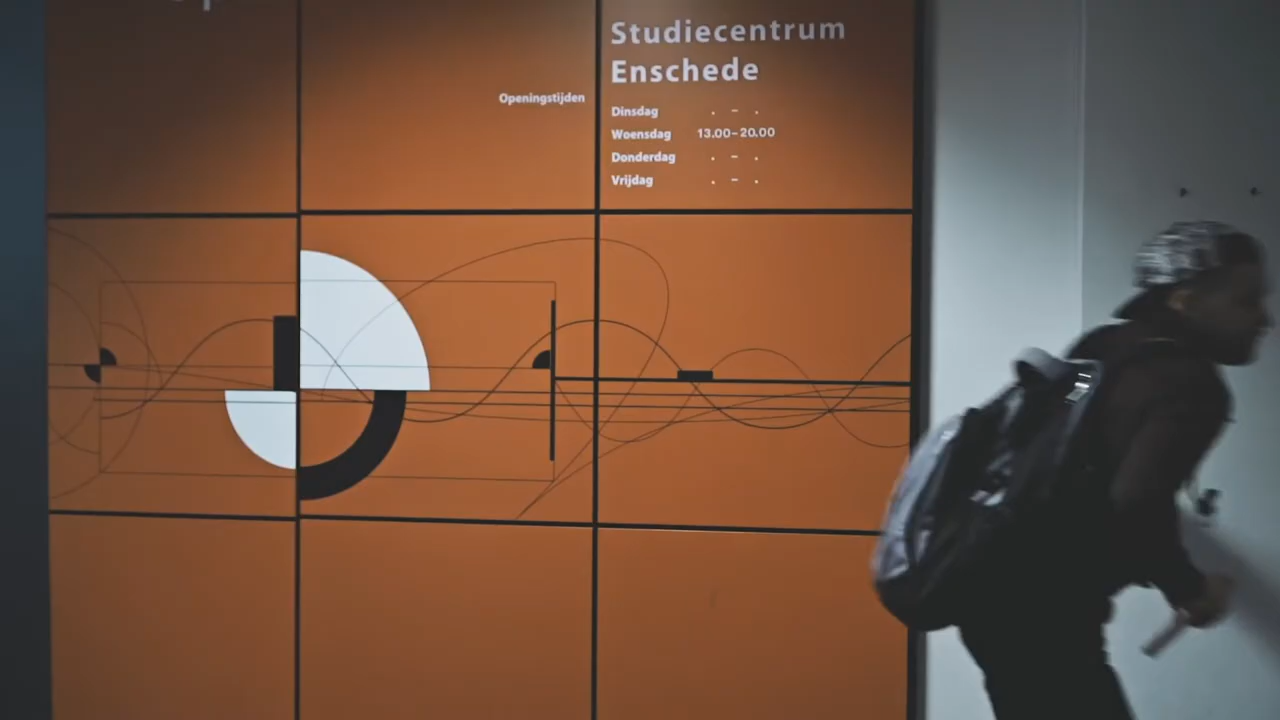 Studiecentrum
Enschede
Openingstijden
Dinsdag . – .
Woensdag 13.00–20.00
Donderdag . – .
Vrijdag . – .